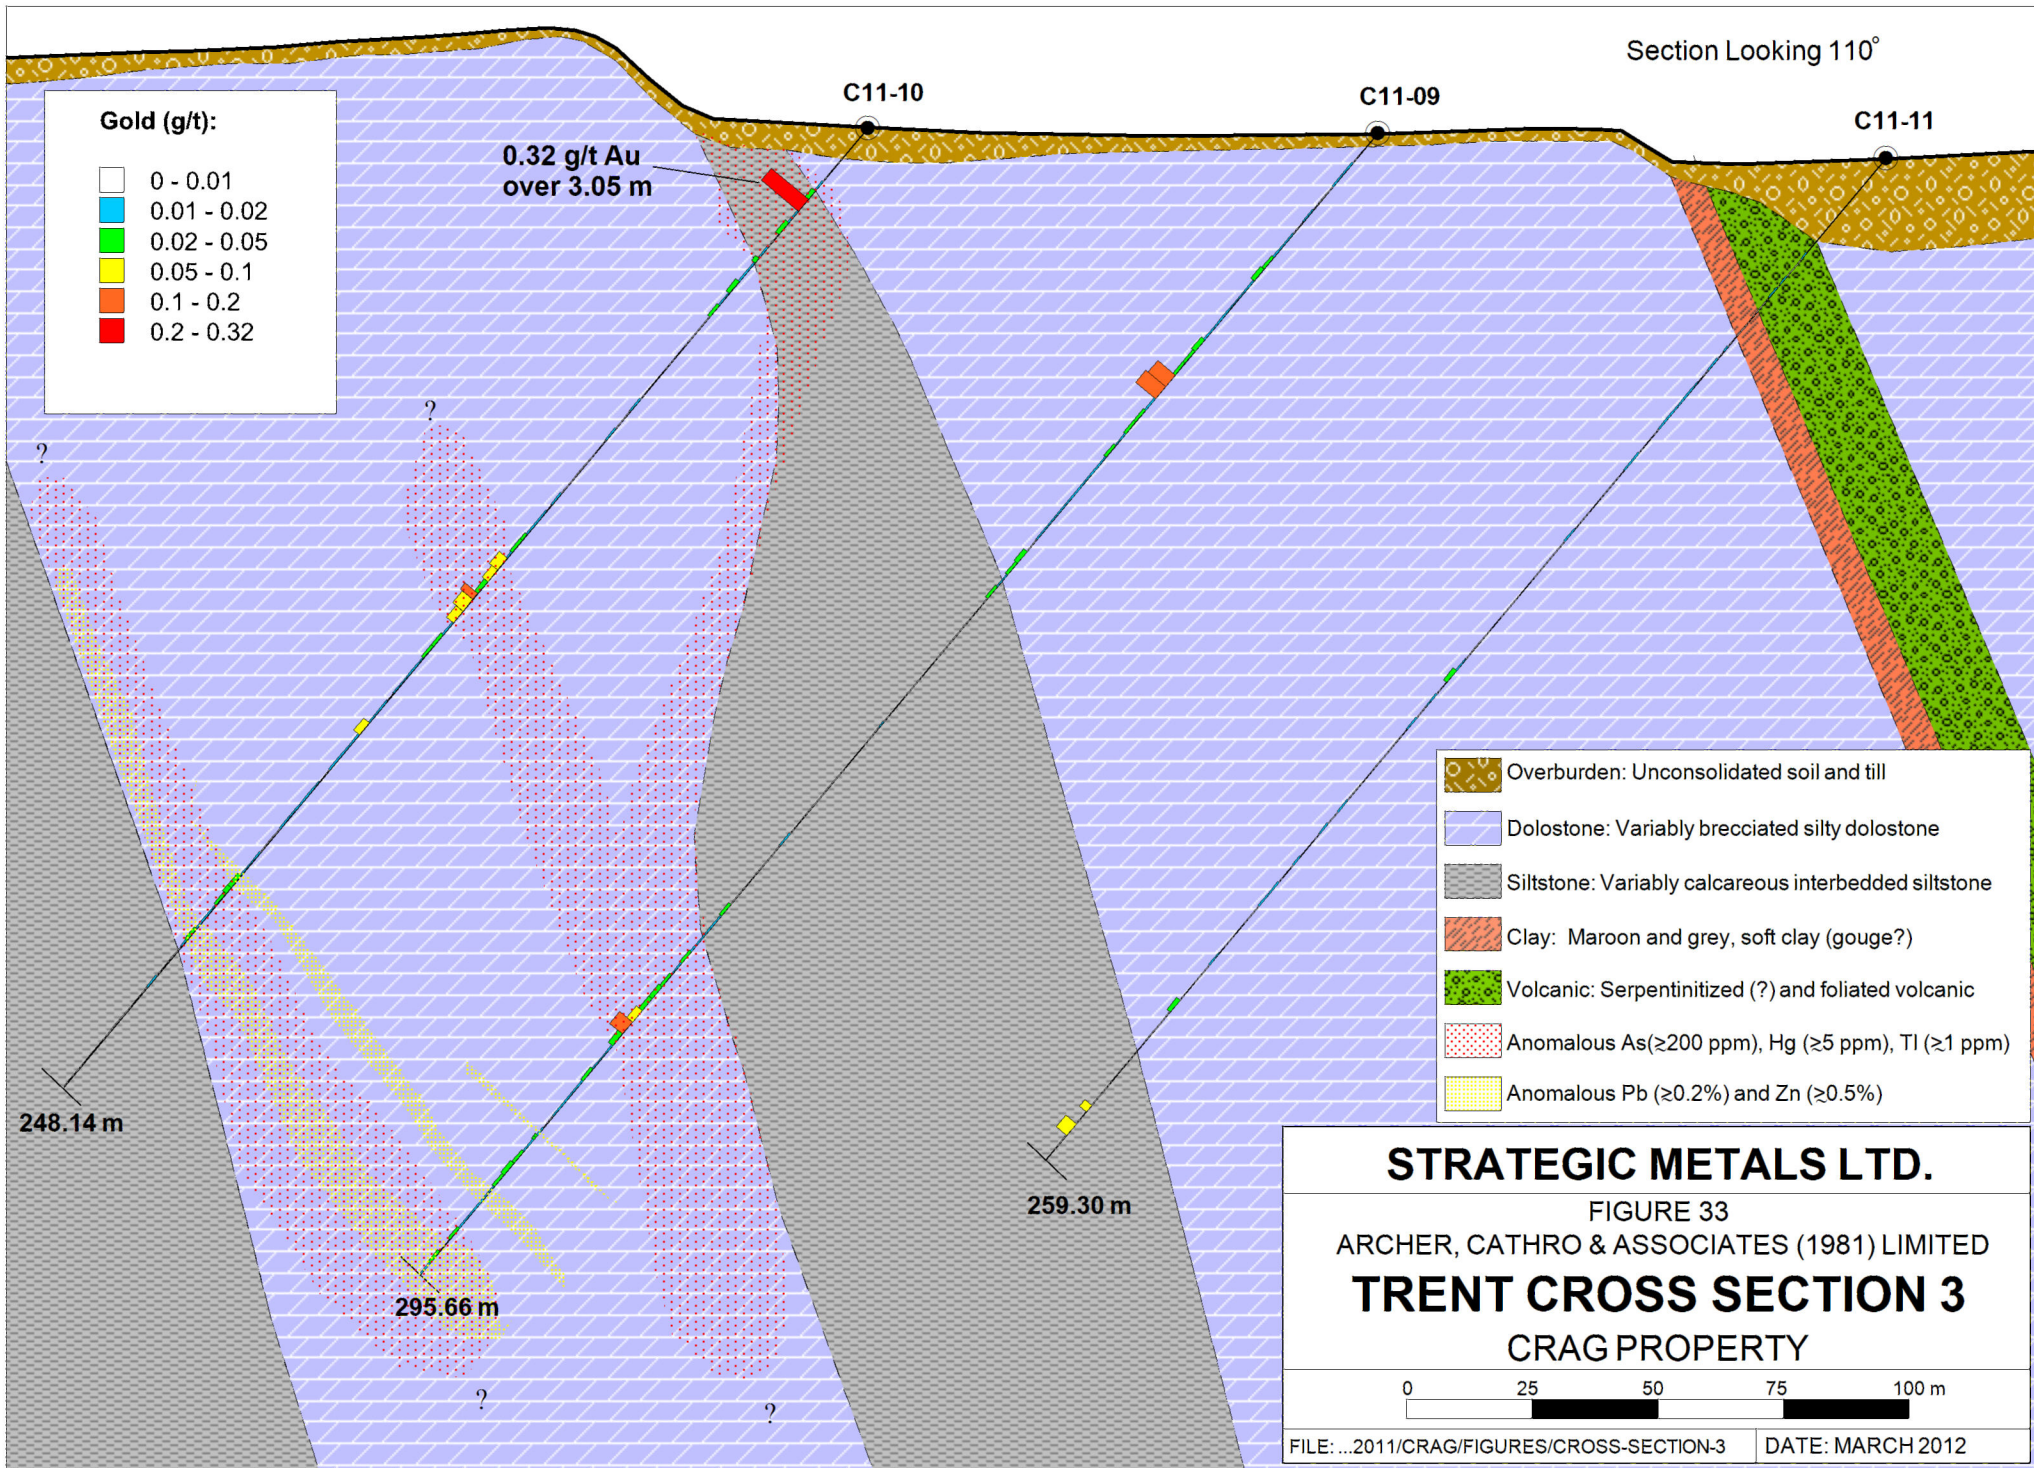 Section Looking 110°
C11-10
C11-09
C11-11
Gold (g/t):
0 - 0.01
0.01 - 0.02
0.02 - 0.05
0.05 - 0.1
0.1 - 0.2
0.2 - 0.32
0.32 g/t Au
over 3.05 m
?
?
248.14 m
295.66 m
259.30 m
?
?
Overburden: Unconsolidated soil and till
Dolostone: Variably brecciated silty dolostone
Siltstone: Variably calcareous interbedded siltstone
Clay: Maroon and grey, soft clay (gouge?)
Volcanic: Serpentinitized (?) and foliated volcanic
Anomalous As(≥200 ppm), Hg (≥5 ppm), Tl (≥1 ppm)
Anomalous Pb (≥0.2%) and Zn (≥0.5%)
STRATEGIC METALS LTD.
FIGURE 33
ARCHER, CATHRO & ASSOCIATES (1981) LIMITED
TRENT CROSS SECTION 3
CRAG PROPERTY
0 25 50 75 100 m
FILE: ...2011/CRAG/FIGURES/CROSS-SECTION-3
DATE: MARCH 2012